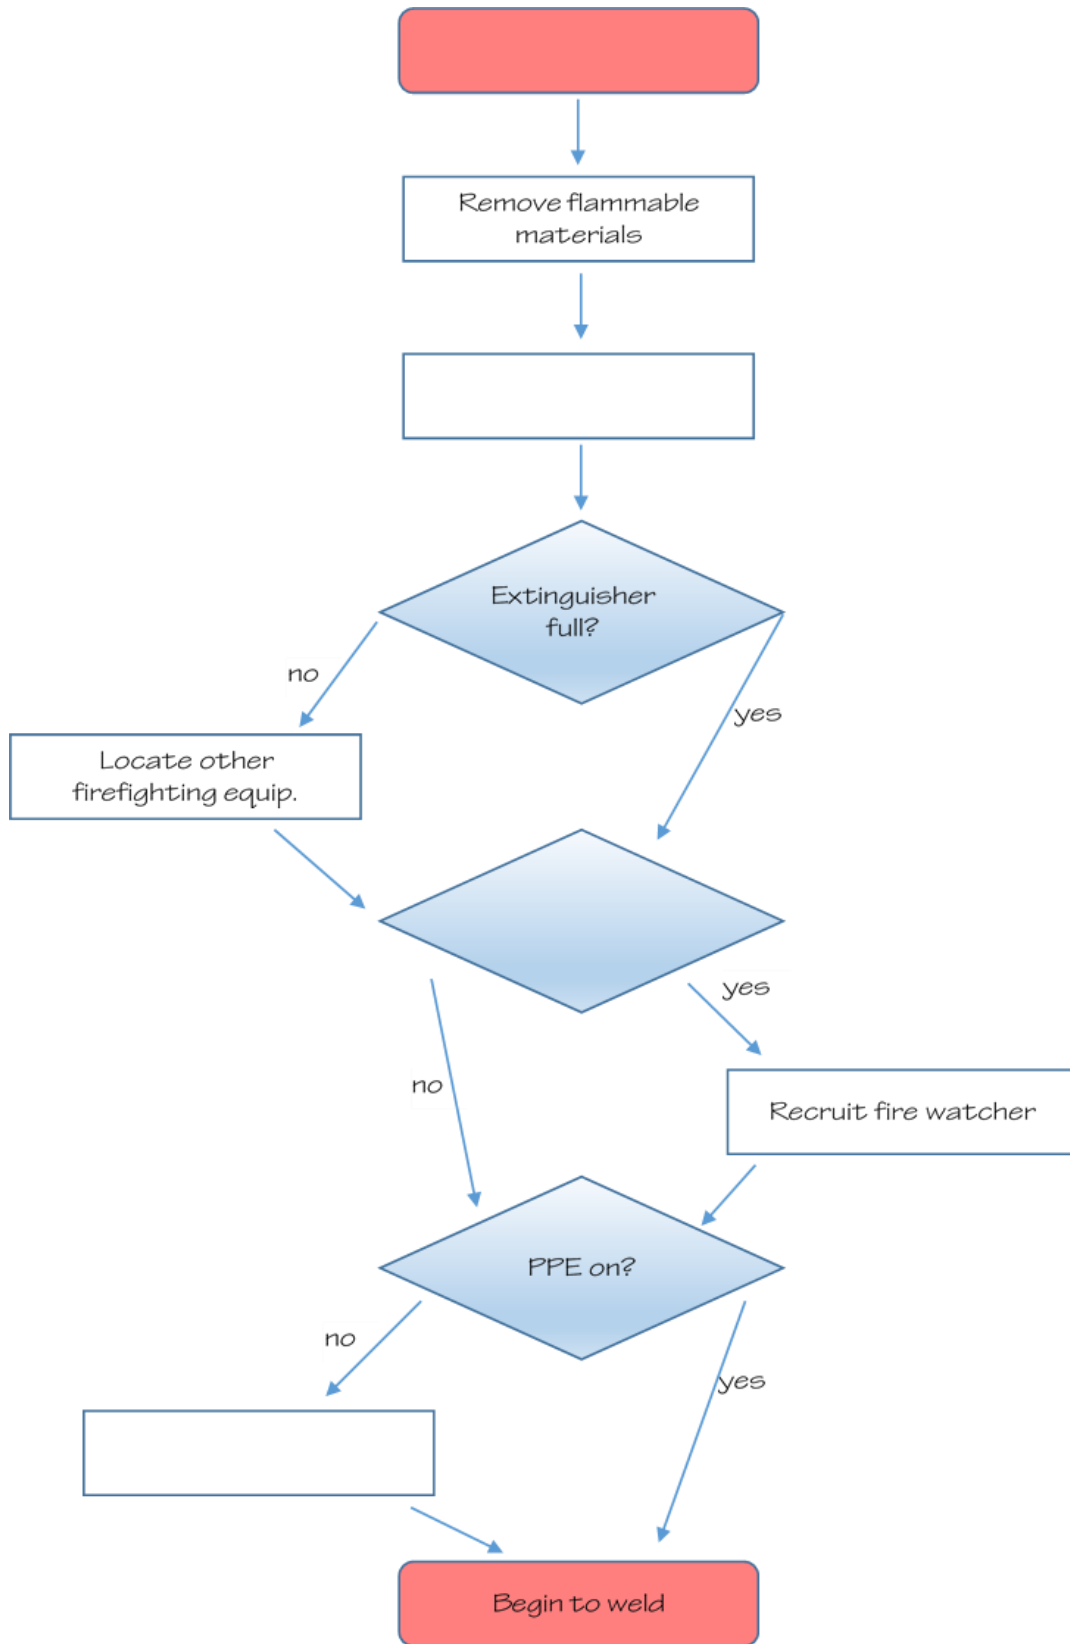 Remove flammable
materials
Extinguisher
full?
no
yes
Locate other
firefighting equip.
yes
no
Recruit fire watcher
PPE on?
no
yes
Begin to weld